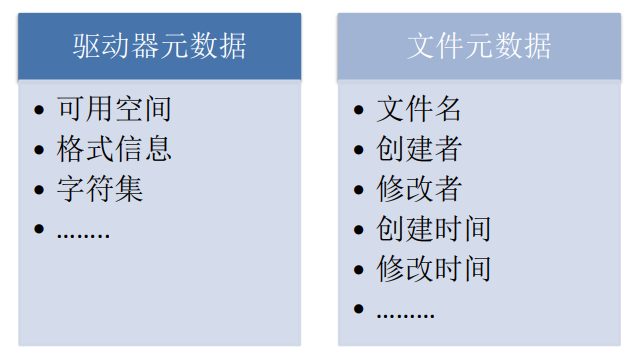 驱动器元数据
• 可用空间
• 格式信息
• 字符集
• ……..
文件元数据
• 文件名
• 创建者
• 修改者
• 创建时间
• 修改时间
• ………